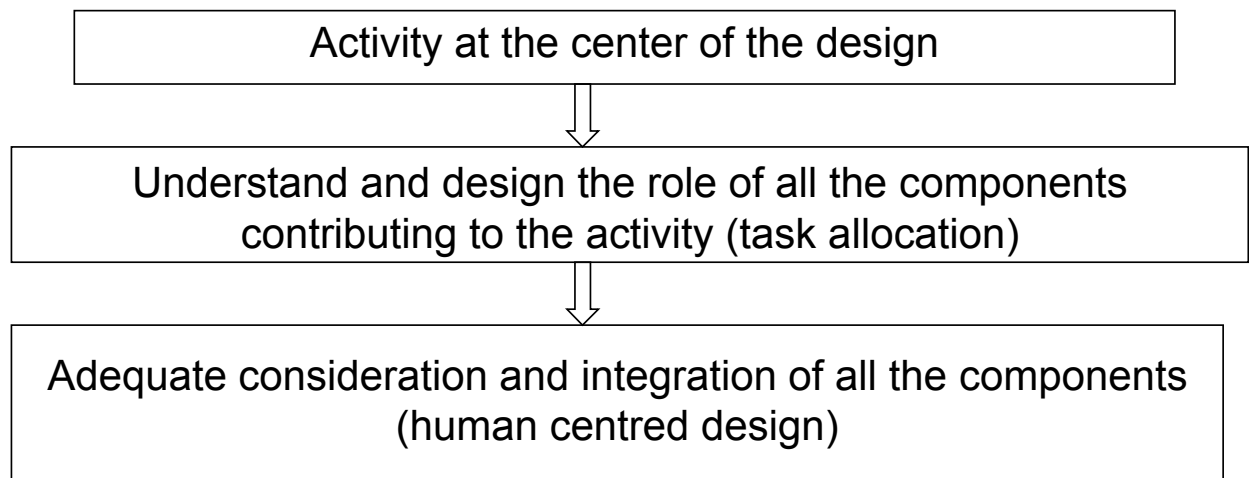 Activity at the center of the design
Understand and design the role of all the components
contributing to the activity (task allocation)
Adequate consideration and integration of all the components
(human centred design)